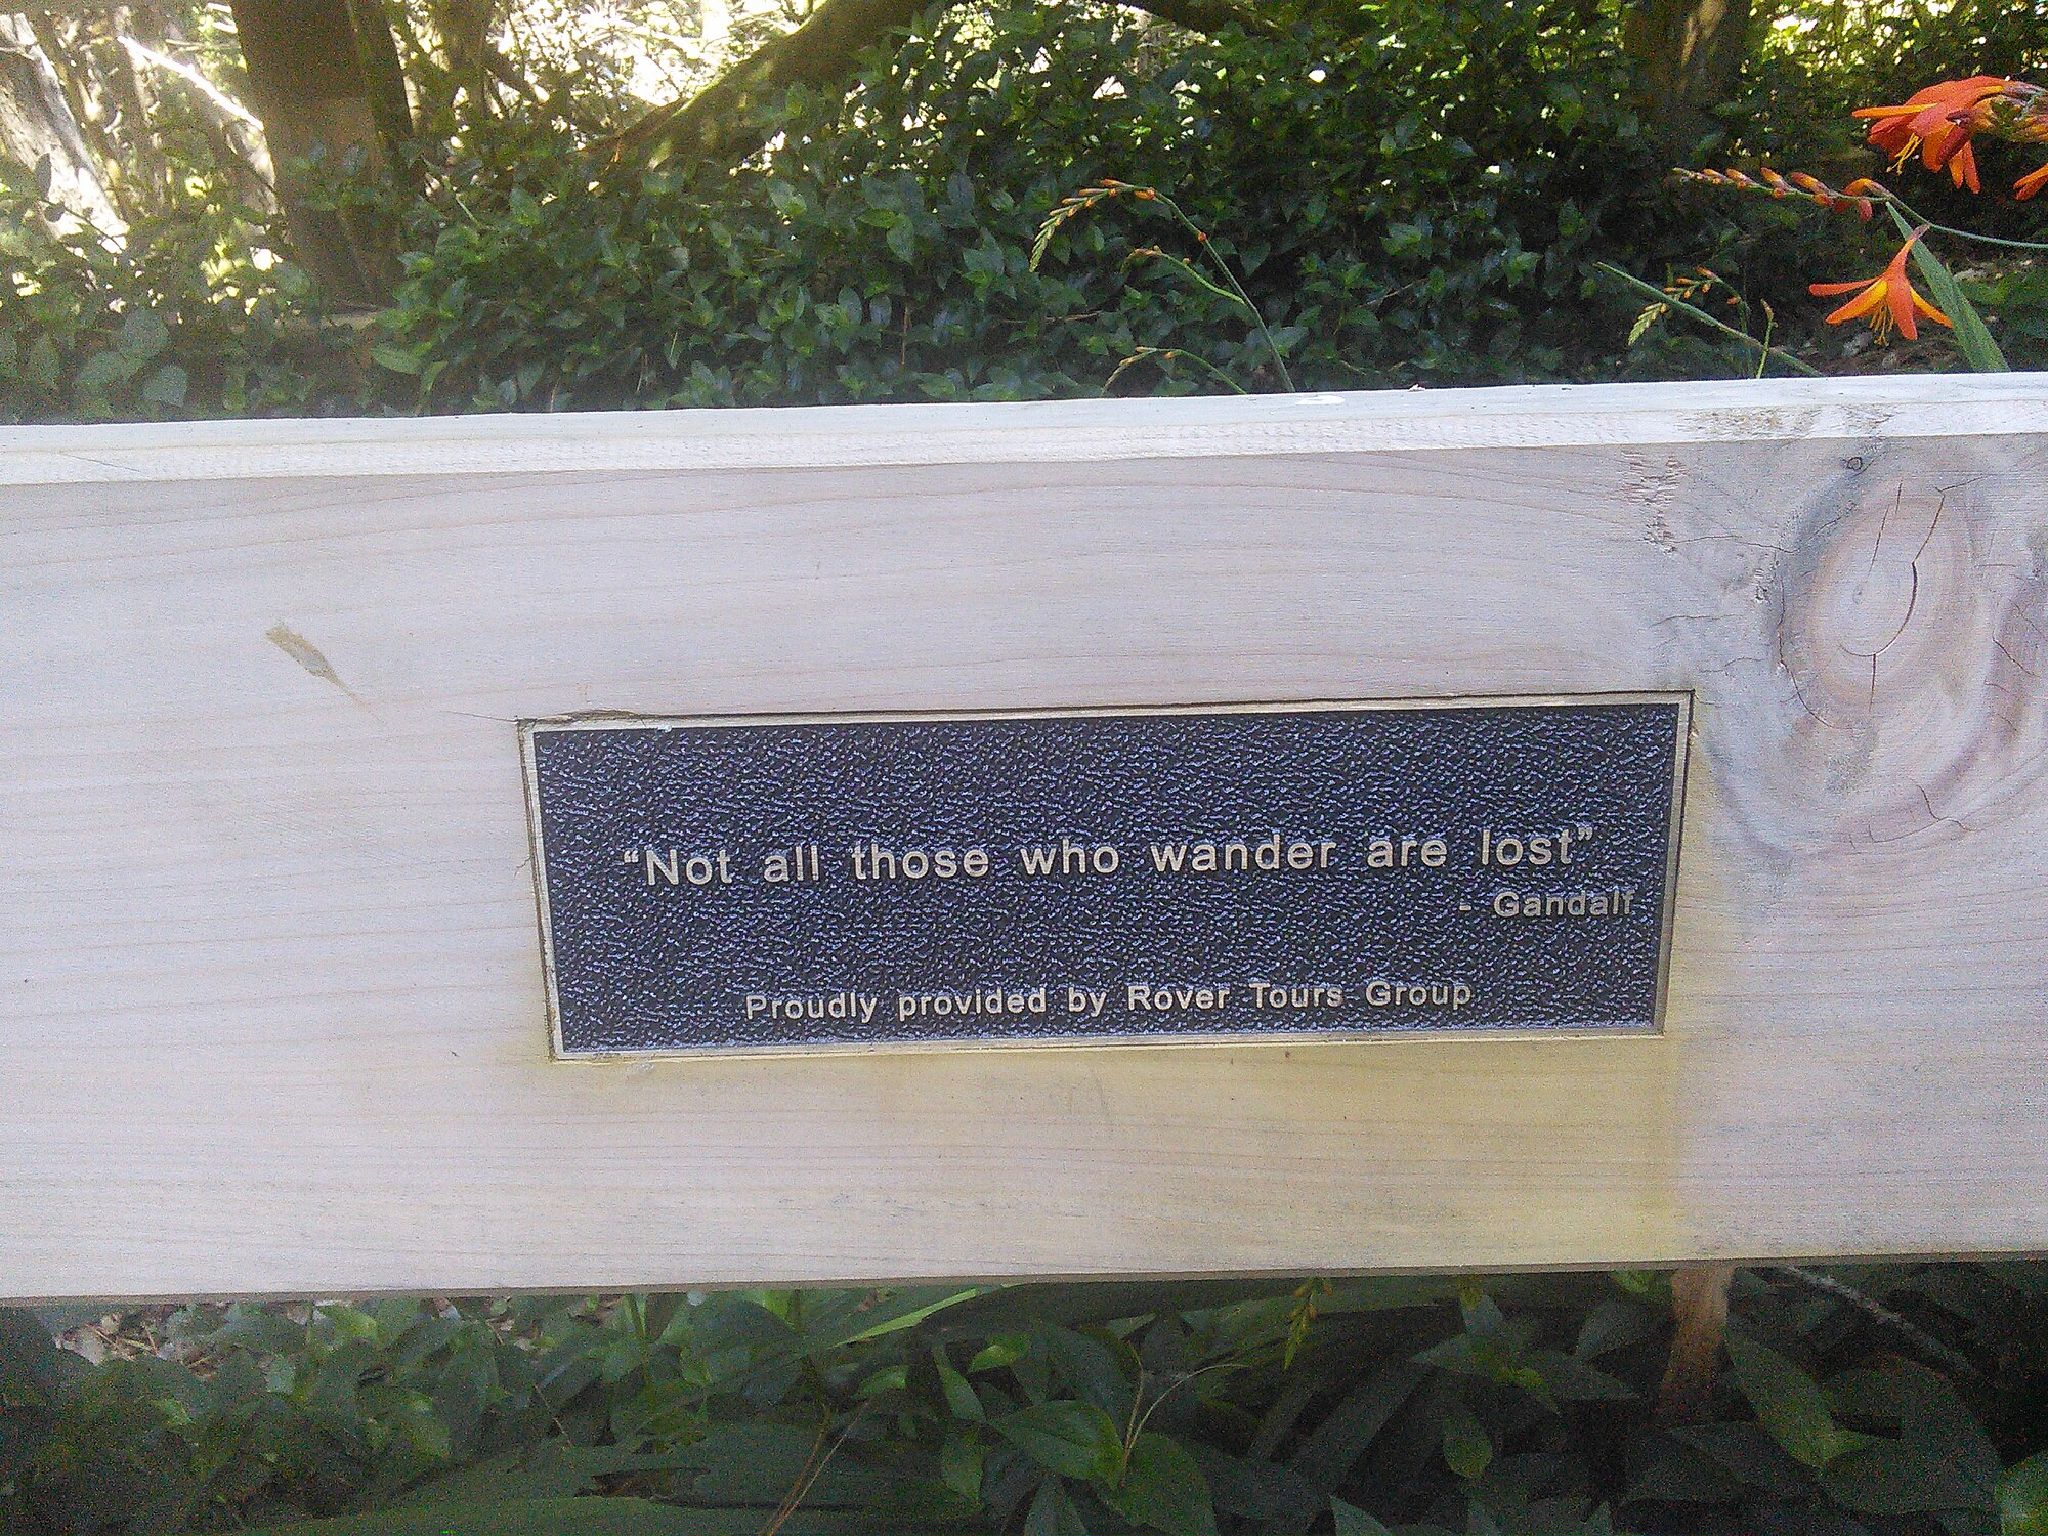 “Not all those who wander are lost”
- Gandalf
Proudly provided by Rover Tours Group